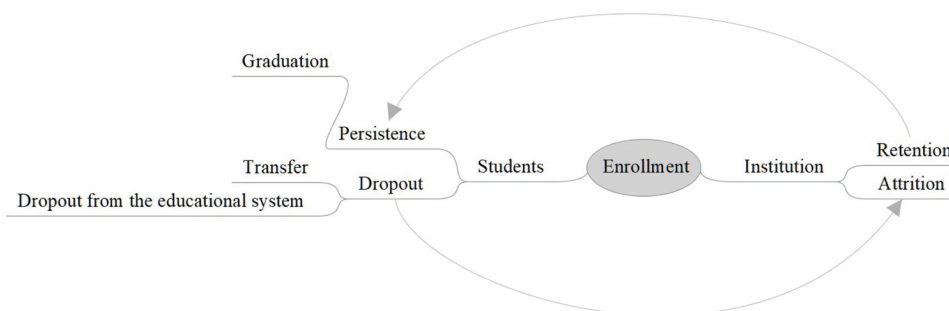 Graduation
Persistence
Transfer
Dropout
Dropout from the educational system
Students
Enrollment
Institution
Retention
Attrition